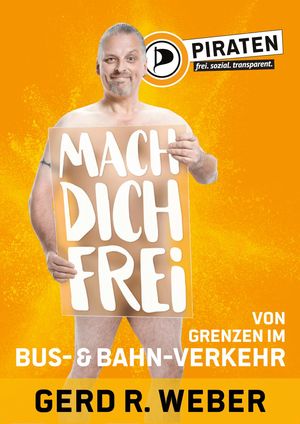 PIRATEN
frei. sozial. transparent.
MACH
DICH
FREi
VON
GRENZEN IM
BUS- & BAHN-VERKEHR
GERD R. WEBER